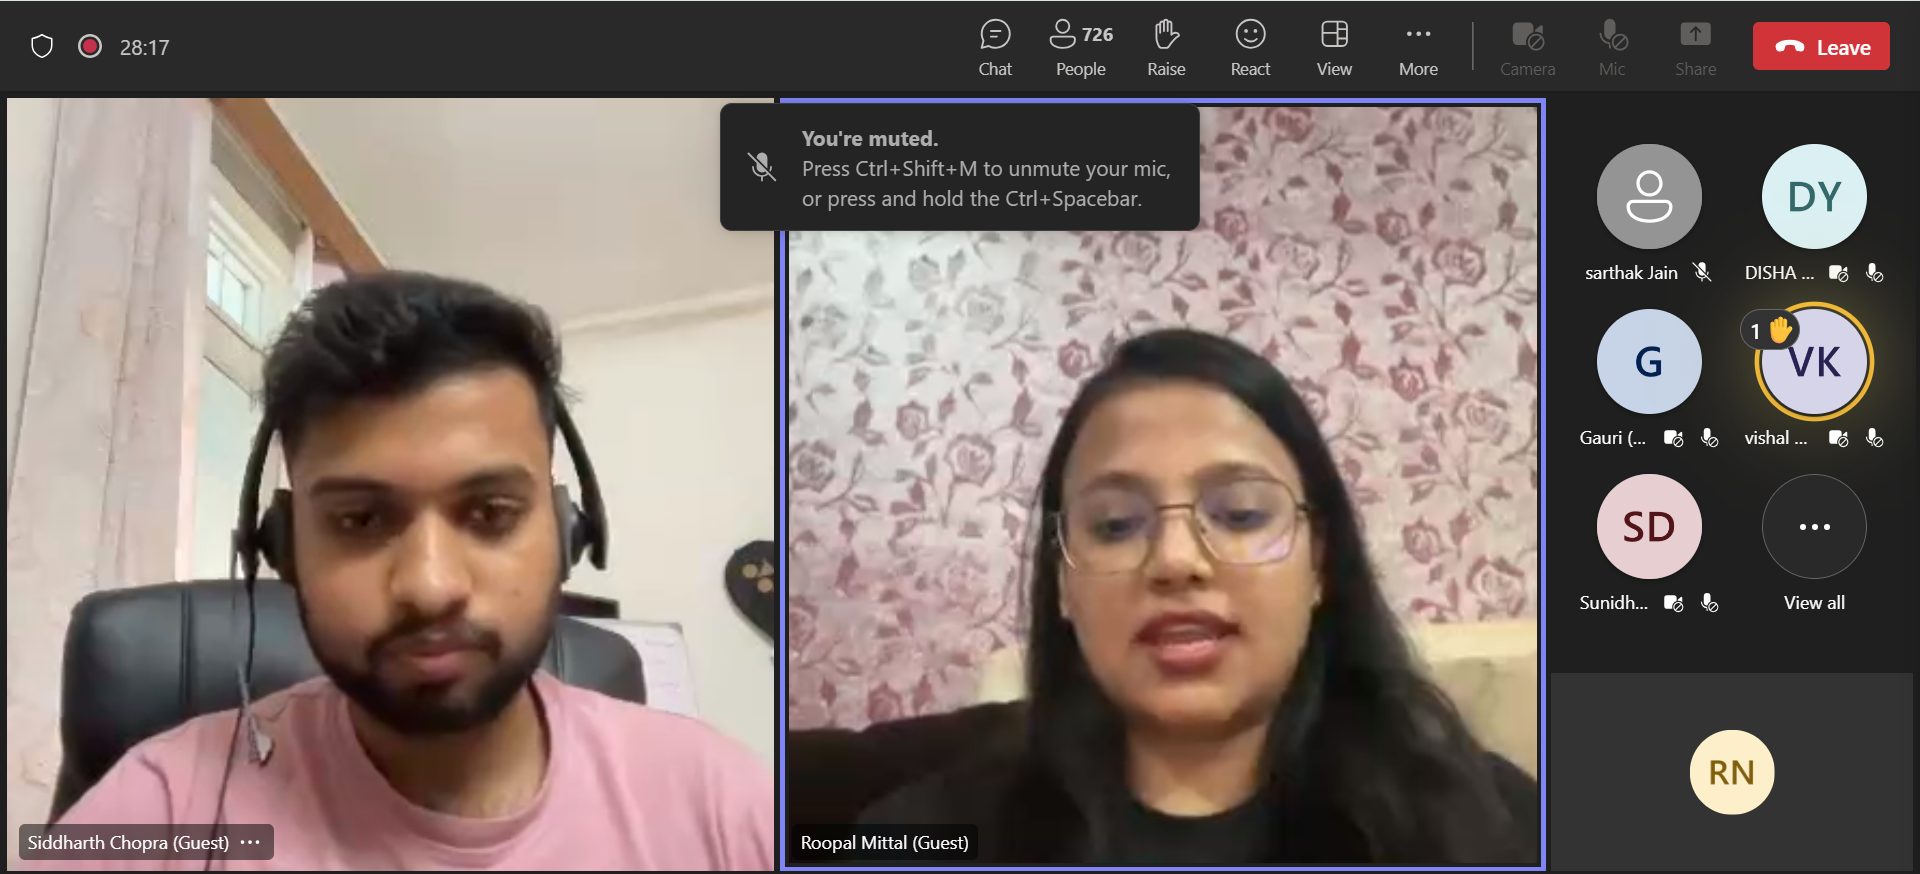 28:17
Chat
726
People
Raise
React
View
More
Camera
Mic
Share
Leave
You're muted.
Press Ctrl+Shift+M to unmute your mic,
or press and hold the Ctrl+Spacebar.
sarthak Jain
DY
DISHA ...
G
Gauri (...
1
VK
vishal ...
SD
Sunidh...
View all
RN
Siddharth Chopra (Guest) ...
Roopal Mittal (Guest)